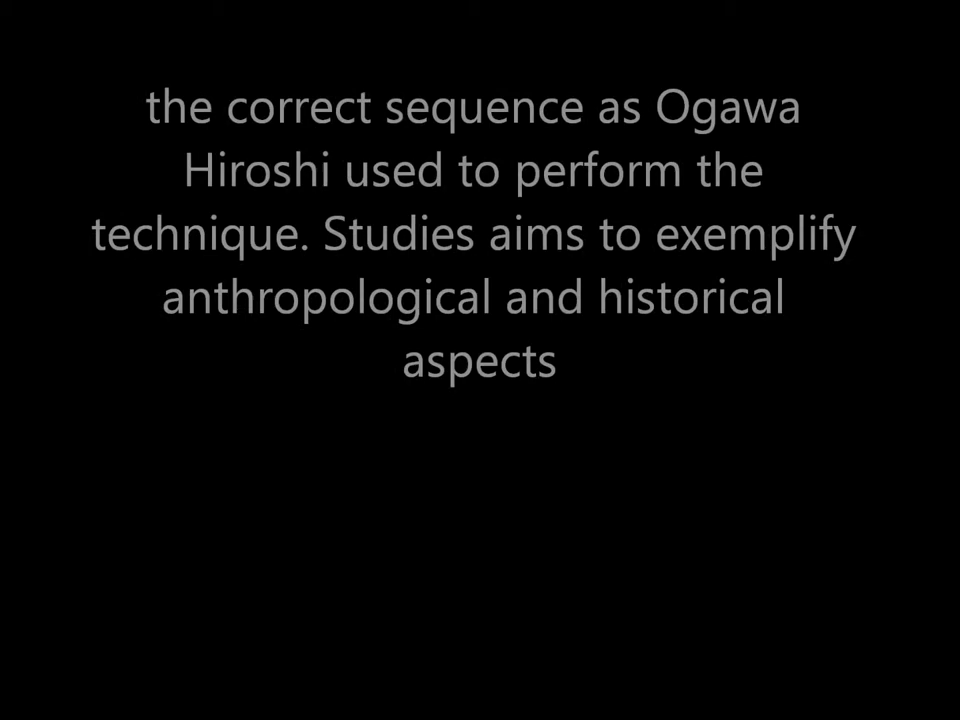 the correct sequence as Ogawa
Hiroshi used to perform the
technique. Studies aims to exemplify
anthropological and historical
aspects